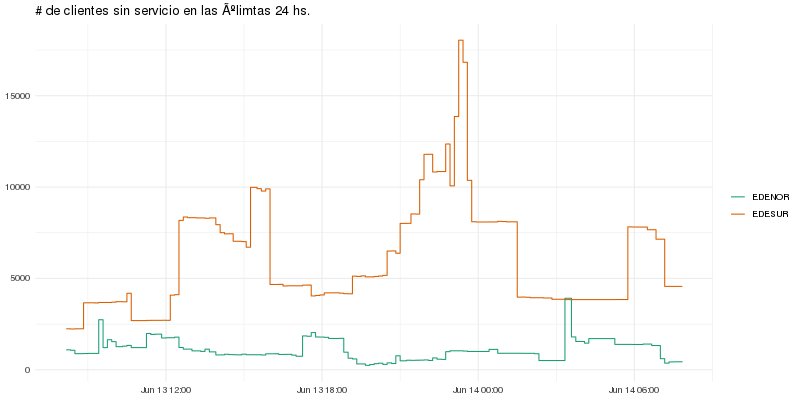 # de clientes sin servicio en las Ãºlimtas 24 hs.
15000
10000
5000
0
Jun 13 12:00
Jun 13 18:00
Jun 14 00:00
Jun 14 06:00
EDENOR
EDESUR